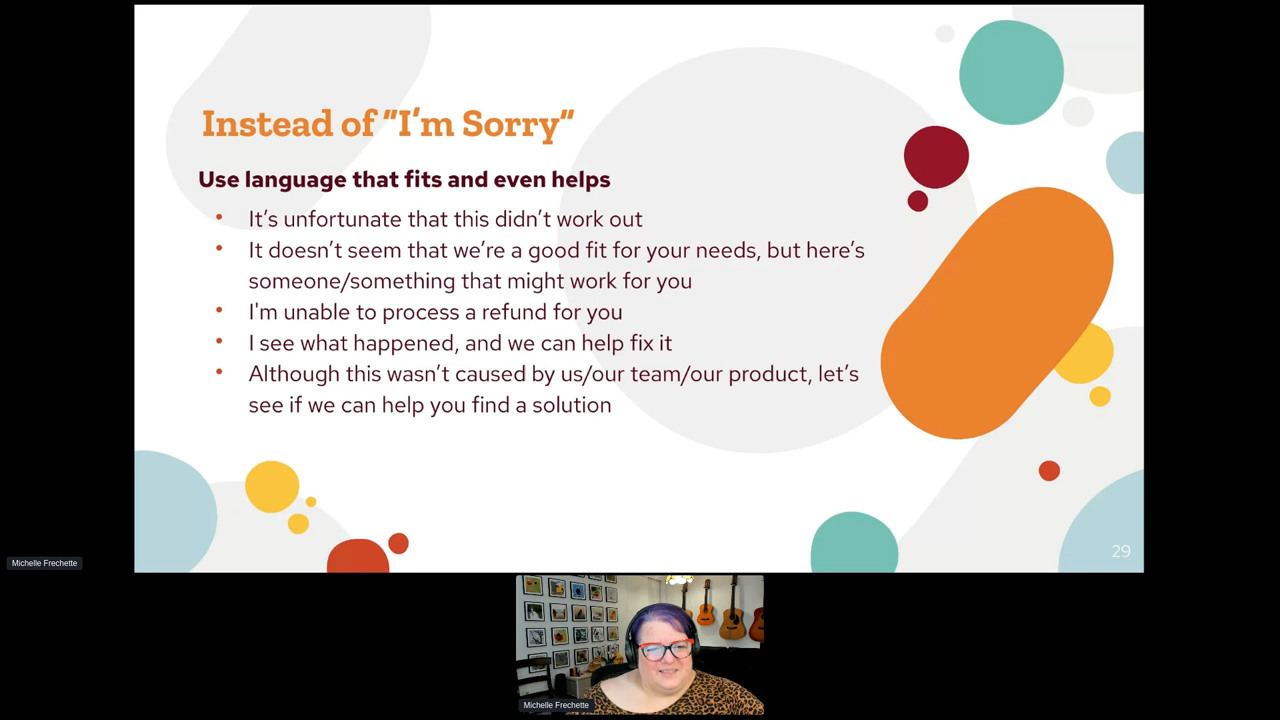 Instead of “I’m Sorry”
Use language that fits and even helps
• It’s unfortunate that this didn’t work out
• It doesn’t seem that we’re a good fit for your needs, but here’s
someone/something that might work for you
• I'm unable to process a refund for you
• I see what happened, and we can help fix it
• Although this wasn’t caused by us/our team/our product, let’s
see if we can help you find a solution
29
Michelle Frechette
Michelle Frechette